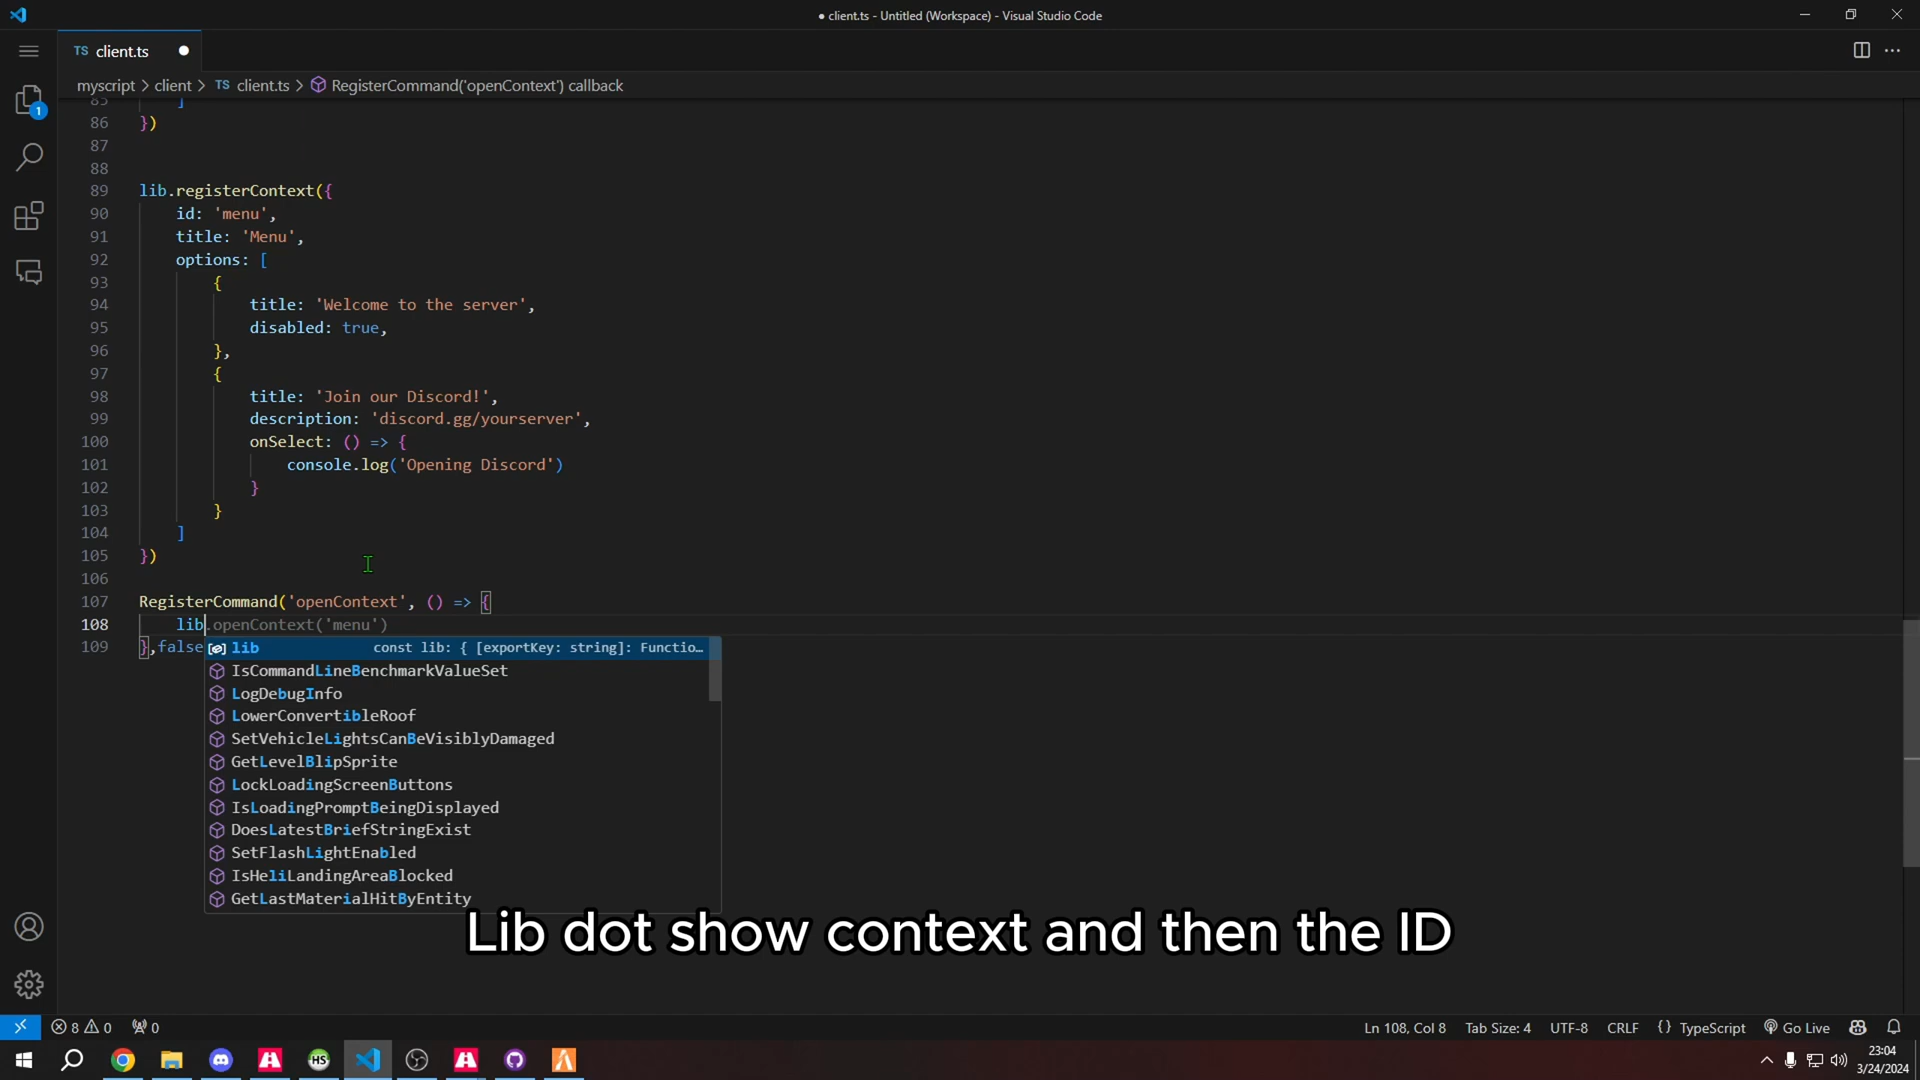 ● client.ts - Untitled (Workspace) - Visual Studio Code
TS client.ts ●
myscript > client > TS client.ts > RegisterCommand('openContext') callback
85 ]
86 })
87
88
89 lib.registerContext({
90 id: 'menu',
91 title: 'Menu',
92 options: [
93 {
94 title: 'Welcome to the server',
95 disabled: true,
96 },
97 {
98 title: 'Join our Discord!',
99 description: 'discord.gg/yourserver',
100 onSelect: () => {
101 console.log('Opening Discord')
102 }
103 }
104 ]
105 })
106
107 RegisterCommand('openContext', () => {
108 lib.openContext('menu')
109 },false
lib const lib: { [exportKey: string]: Functio…
IsCommandLineBenchmarkValueSet
LogDebugInfo
LowerConvertibleRoof
SetVehicleLightsCanBeVisiblyDamaged
GetLevelBlipSprite
LockLoadingScreenButtons
IsLoadingPromptBeingDisplayed
DoesLatestBriefStringExist
SetFlashLightEnabled
IsHeliLandingAreaBlocked
GetLastMaterialHitByEntity
Lib dot show context and then the ID
1
8 0 0
Ln 108, Col 8 Tab Size: 4 UTF-8 CRLF {} TypeScript Go Live
HS
23:04
3/24/2024